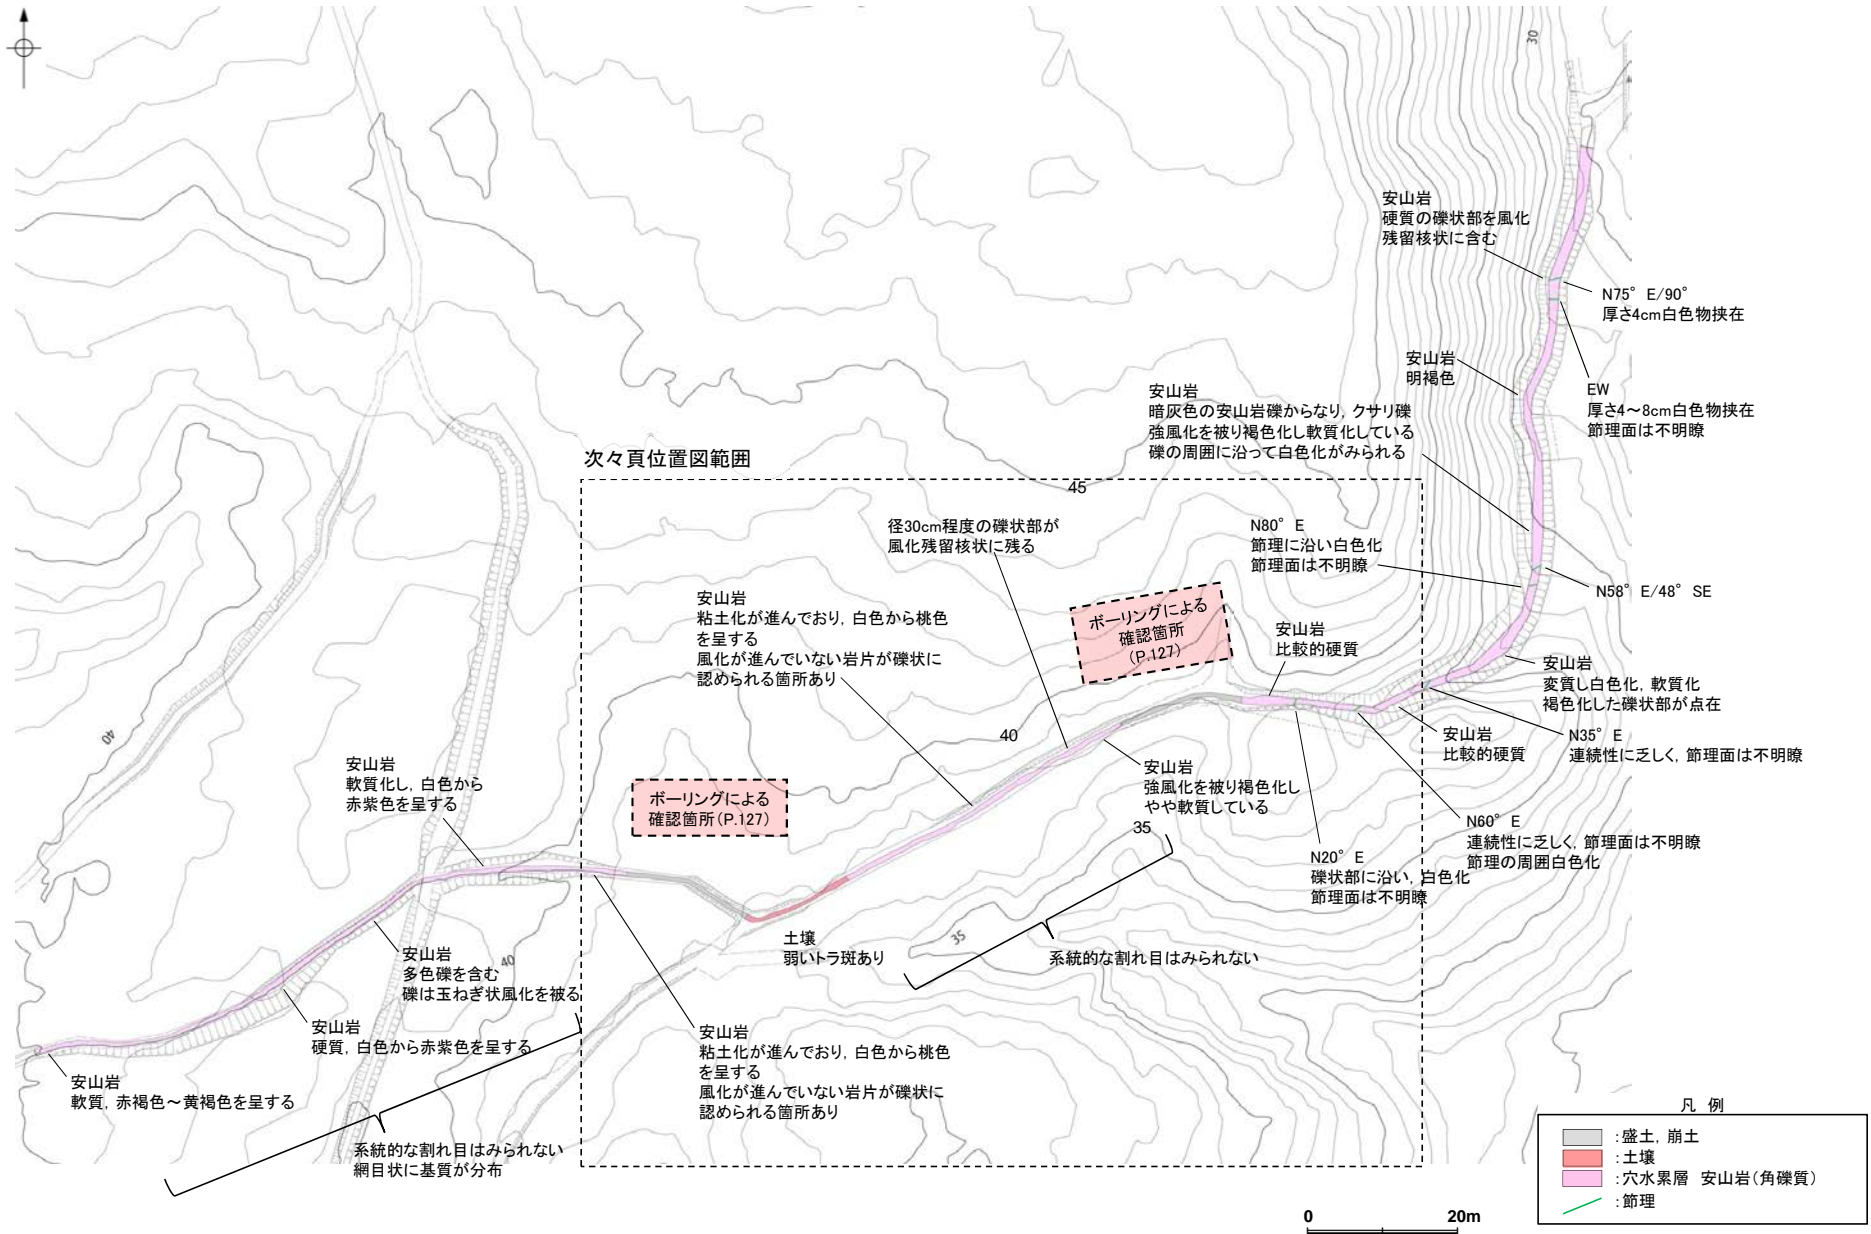 30
安山岩
硬質の礫状部を風化
残留核状に含む
N75°E/90°
厚さ4cm白色物挟在
安山岩
明褐色
EW
厚さ4～8cm白色物挟在
節理面は不明瞭
安山岩
暗灰色の安山岩礫からなり，クサリ礫
強風化を被り褐色化し軟質化している
礫の周囲に沿って白色化がみられる
次々頁位置図範囲
45
径30cm程度の礫状部が
風化残留核状に残る
N80°E
節理に沿い白色化
節理面は不明瞭
N58°E/48°SE
安山岩
粘土化が進んでおり，白色から桃色
を呈する
風化が進んでいない岩片が礫状に
認められる箇所あり
ボーリングによる
確認箇所
(P.127)
安山岩
比較的硬質
安山岩
変質し白色化，軟質化
褐色化した礫状部が点在
N35°E
連続性に乏しく，節理面は不明瞭
安山岩
比較的硬質
40
40
安山岩
軟質化し，白色から
赤紫色を呈する
ボーリングによる
確認箇所(P.127)
安山岩
強風化を被り褐色化し
やや軟質している
35
N60°E
連続性に乏しく，節理面は不明瞭
節理の周囲白色化
N20°E
礫状部に沿い，白色化
節理面は不明瞭
土壌
弱いトラ斑あり
35
系統的な割れ目はみられない
安山岩
多色礫を含む
礫は玉ねぎ状風化を被る
40
安山岩
硬質，白色から赤紫色を呈する
安山岩
粘土化が進んでおり，白色から桃色
を呈する
風化が進んでいない岩片が礫状に
認められる箇所あり
安山岩
軟質，赤褐色～黄褐色を呈する
系統的な割れ目はみられない
網目状に基質が分布
凡 例
：盛土，崩土
：土壌
：穴水累層 安山岩(角礫質)
：節理
0 20m